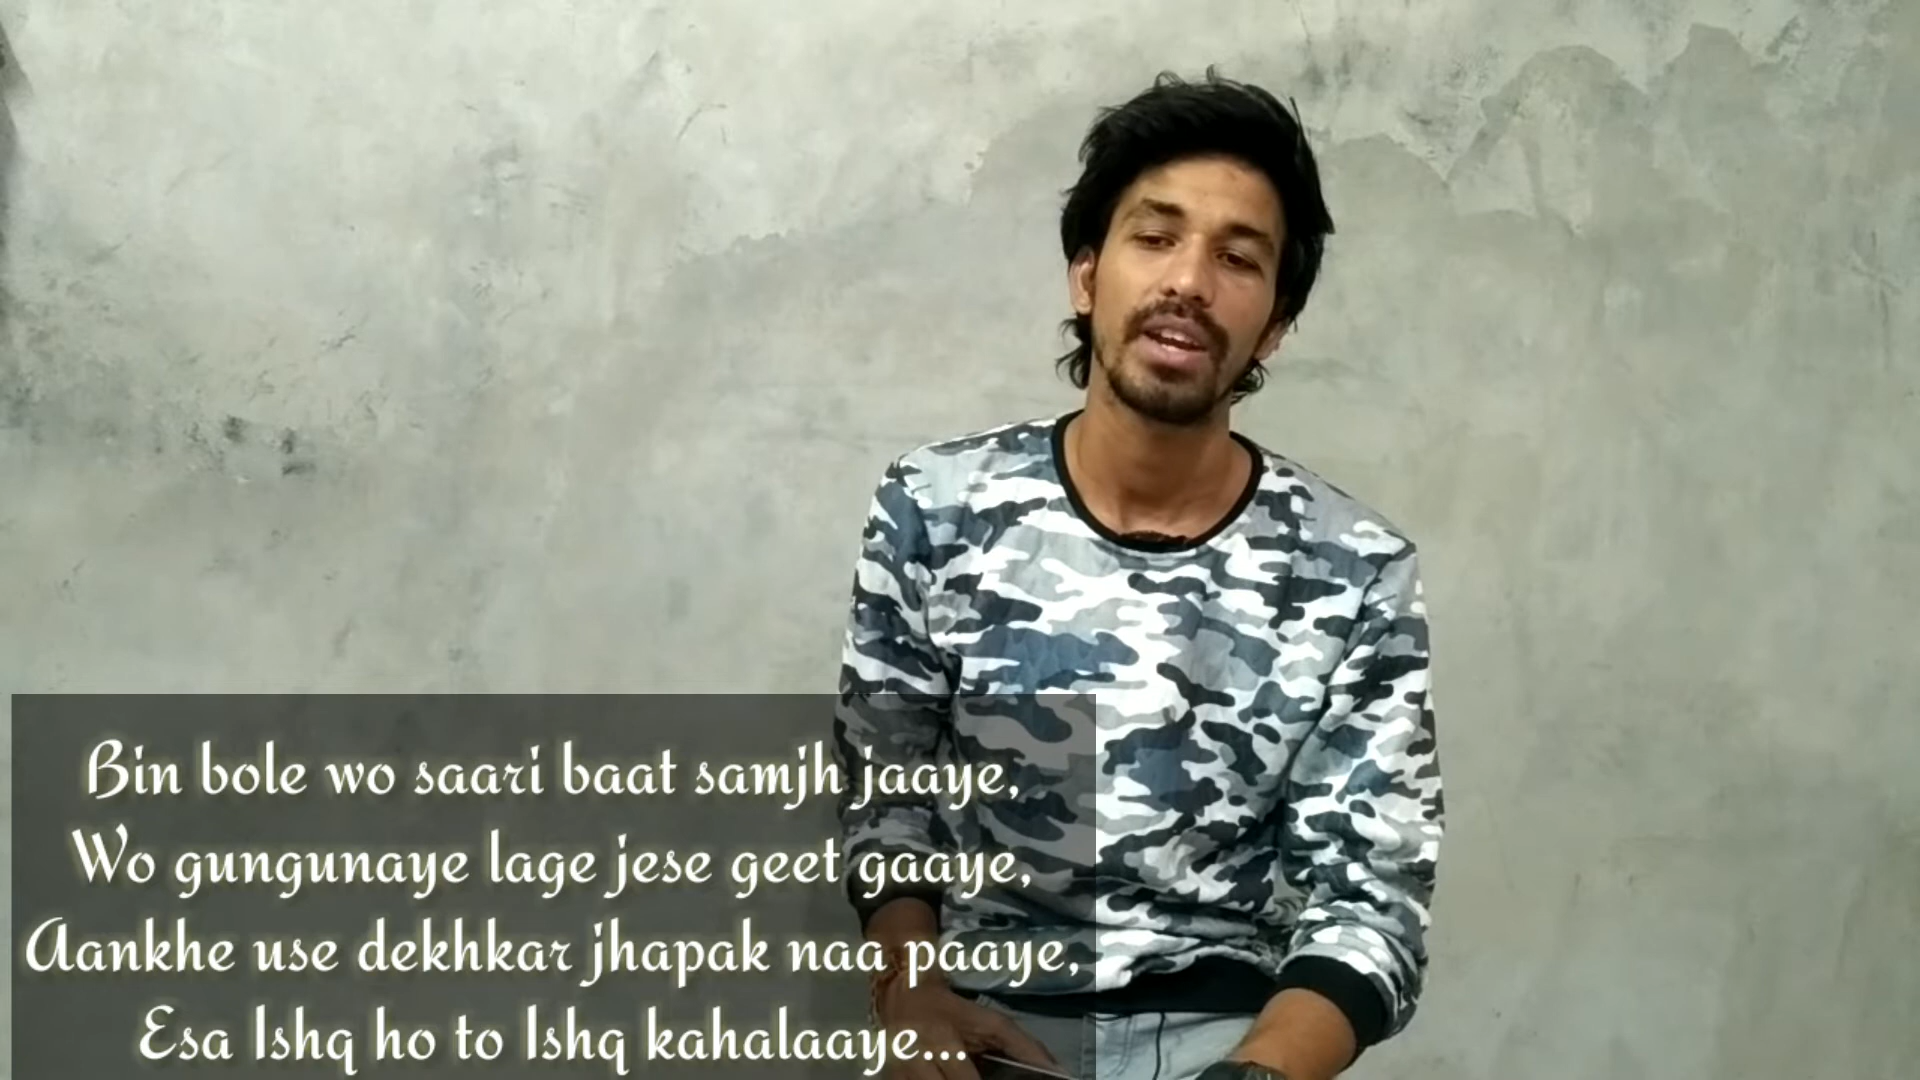 Bin bole wo saari baat samjh jaaye,
Wo gungunaye lage jese geet gaaye,
Aankhe use dekhkar jhapak naa paaye,
Esa Ishq ho to Ishq kahalaaye...